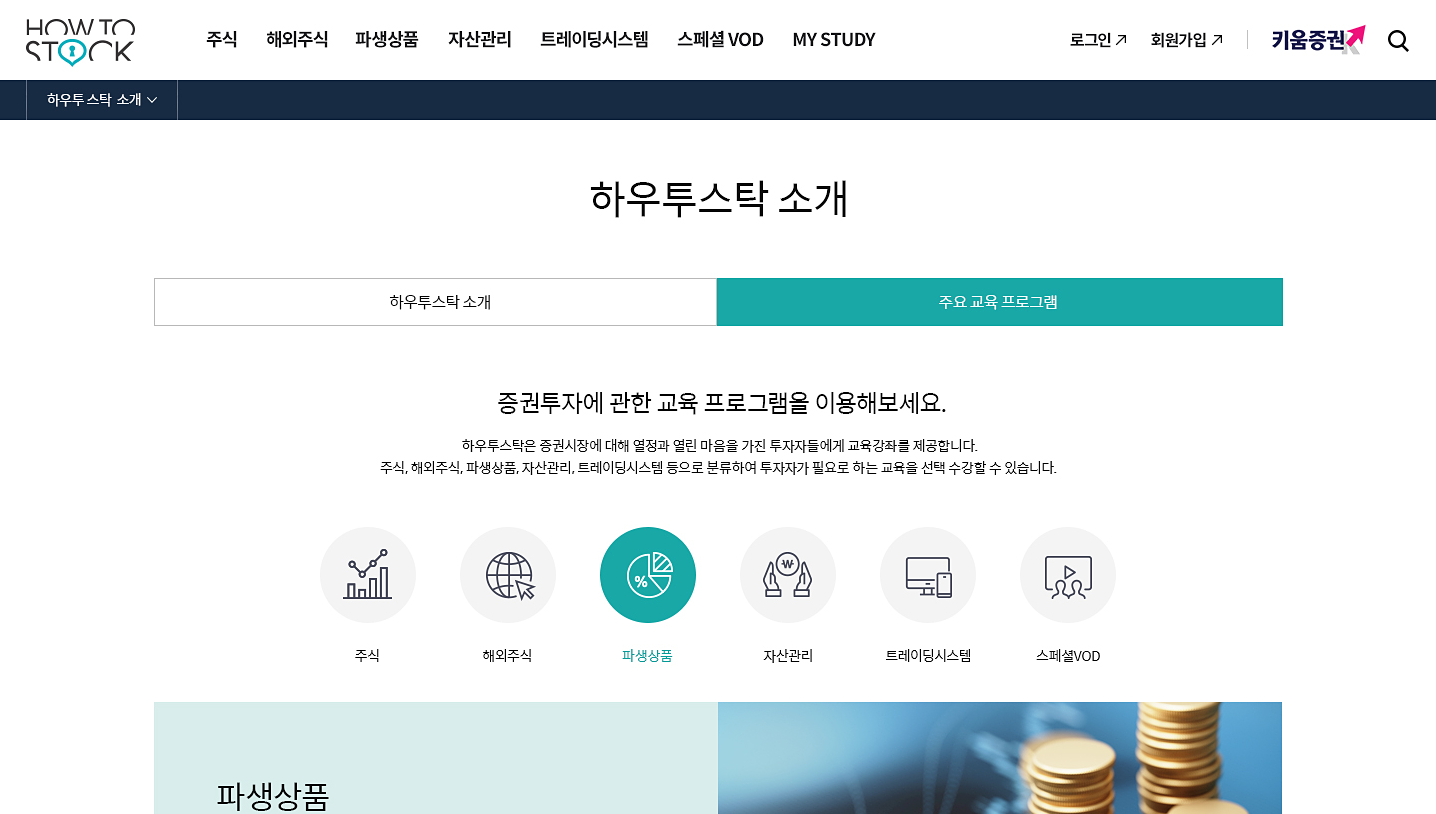 HOW TO
STOCK
주식 해외주식 파생상품 자산관리 트레이딩시스템 스페셜 VOD MY STUDY
로그인 회원가입 키움증권
하우투스탁 소개
하우투스탁 소개
하우투스탁 소개 주요 교육 프로그램
증권투자에 관한 교육 프로그램을 이용해보세요.
하우투스탁은 증권시장에 대해 열정과 열린 마음을 가진 투자자들에게 교육강좌를 제공합니다.
주식, 해외주식, 파생상품, 자산관리, 트레이딩시스템 등으로 분류하여 투자자가 필요로 하는 교육을 선택 수강할 수 있습니다.
%
₩
주식 해외주식 파생상품 자산관리 트레이딩시스템 스페셜VOD
파생상품